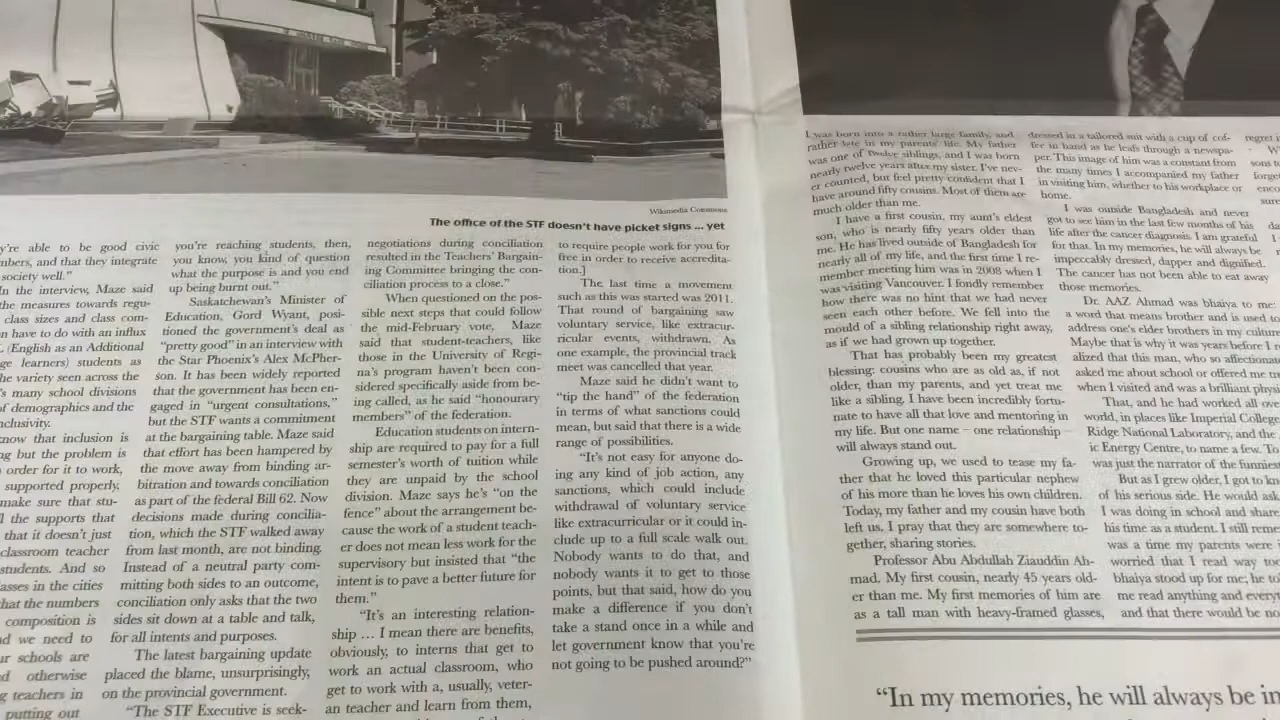 Wikimedia Commons
The office of the STF doesn't have picket signs ... yet
y're able to be good civic
nbers, and that they integrate
society well."
In the interview, Maze said
the measures towards regu-
class sizes and class com-
n have to do with an influx
(English as an Additional
ge learners) students as
he variety seen across the
's many school divisions
of demographics and the
nclusivity.
now that inclusion is
ng but the problem is
order for it to work,
supported properly.
make sure that stu-
l the supports that
that it doesn't just
classroom teacher
students. And so
asses in the cities
hat the numbers
composition is
nd we need to
ur schools are
d otherwise
g teachers in
putting out
you're reaching students, then,
you know, you kind of question
what the purpose is and you end
up being burnt out."
Saskatchewan's Minister of
Education, Gord Wyant, posi-
tioned the government's deal as
"pretty good" in an interview with
the Star Phoenix's Alex McPher-
son. It has been widely reported
that the government has been en-
gaged in "urgent consultations,"
but the STF wants a commitment
at the bargaining table. Maze said
that effort has been hampered by
the move away from binding ar-
bitration and towards conciliation
as part of the federal Bill 62. Now
decisions made during concilia-
tion, which the STF walked away
from last month, are not binding.
Instead of a neutral party com-
mitting both sides to an outcome,
conciliation only asks that the two
sides sit down at a table and talk,
for all intents and purposes.
The latest bargaining update
placed the blame, unsurprisingly,
on the provincial government.
"The STF Executive is seek-
negotiations during conciliation
resulted in the Teachers' Bargain-
ing Committee bringing the con-
ciliation process to a close."
When questioned on the pos-
sible next steps that could follow
the mid-February vote, Maze
said that student-teachers, like
those in the University of Regi-
na's program haven't been con-
sidered specifically aside from be-
ing called, as he said "honourary
members" of the federation.
Education students on intern-
ship are required to pay for a full
semester's worth of tuition while
they are unpaid by the school
division. Maze says he's "on the
fence" about the arrangement be-
cause the work of a student teach-
er does not mean less work for the
supervisory but insisted that "the
intent is to pave a better future for
them."
"It's an interesting relation-
ship ... I mean there are benefits,
obviously, to interns that get to
work an actual classroom, who
get to work with a, usually, veter-
an teacher and learn from them,
to require people work you for
free in order to receive accredita-
tion.]
The last time a movement
such as this was started was 2011.
That round of bargaining saw
voluntary service, like extracur-
ricular events, withdrawn. As
one example, the provincial track
meet was cancelled that year.
Maze said he didn't want to
"tip the hand" of the federation
in terms of what sanctions could
mean, but said that there is a wide
range of possibilities.
"It's not easy for anyone do-
ing any kind of job action, any
sanctions, which could include
withdrawal of voluntary service
like extracurricular or it could in-
clude up to a full scale walk out.
Nobody wants to do that, and
nobody wants it to get to those
points, but that said, how do you
make a difference if you don't
take a stand once in a while and
let government know that you're
not going to be pushed around?"
I was born into a rather large family, and
rather late in my parents' life. My father
was one of twelve siblings, and I was born
nearly twelve years after my sister. I've nev-
er counted, but feel pretty confident that I
have around fifty cousins. Most of them are
much older than me.
I have a first cousin, my aunt's eldest
son, who is nearly fifty years older than
me. He has lived outside of Bangladesh for
nearly all of my life, and the first time I re-
member meeting him was in 2008 when I
was visiting Vancouver. I fondly remember
how there was no hint that we had never
seen each other before. We fell into the
mould of a sibling relationship right away,
as if we had grown up together.
That has probably been my greatest
blessing: cousins who are as old as, if not
older, than my parents, and yet treat me
like a sibling. I have been incredibly fortu-
nate to have all that love and mentoring in
my life. But one name – one relationship –
will always stand out.
Growing up, we used to tease my fa-
ther that he loved this particular nephew
of his more than he loves his own children.
Today, my father and my cousin have both
left us. I pray that they are somewhere to-
gether, sharing stories.
Professor Abu Abdullah Ziauddin Ah-
mad. My first cousin, nearly 45 years old-
er than me. My first memories of him are
as a tall man with heavy-framed glasses,
dressed in a tailored suit with a cup of cof-
fee in hand as he leafs through a newspa-
per. This image of him was a constant from
the many times I accompanied my father
in visiting him, whether to his workplace or
home.
I was outside Bangladesh and never
got to see him in the last few months of his
life after the cancer diagnosis. I am grateful
for that. In my memories, he will always be
impeccably dressed, dapper and dignified.
The cancer has not been able to eat away
those memories.
Dr. AAZ Ahmad was bhaiya to me:
a word that means brother and is used to
address one's elder brothers in my culture
Maybe that is why it was years before I r
alized that this man, who so affectionat
asked me about school or offered me tr
when I visited and was a brilliant physi
That, and he had worked all ove
world, in places like Imperial College
Ridge National Laboratory, and the
ic Energy Centre, to name a few. To
was just the narrator of the funnies
But as I grew older, I got to kn
of his serious side. He would ask
I was doing in school and share
his time as a student. I still reme
was a time my parents were
worried that I read way too
bhaiya stood up for me; he to
me read anything and everyt
and that there would be no
regret
W
sons to
forget
enco
sure
"In my memories, he will always be i